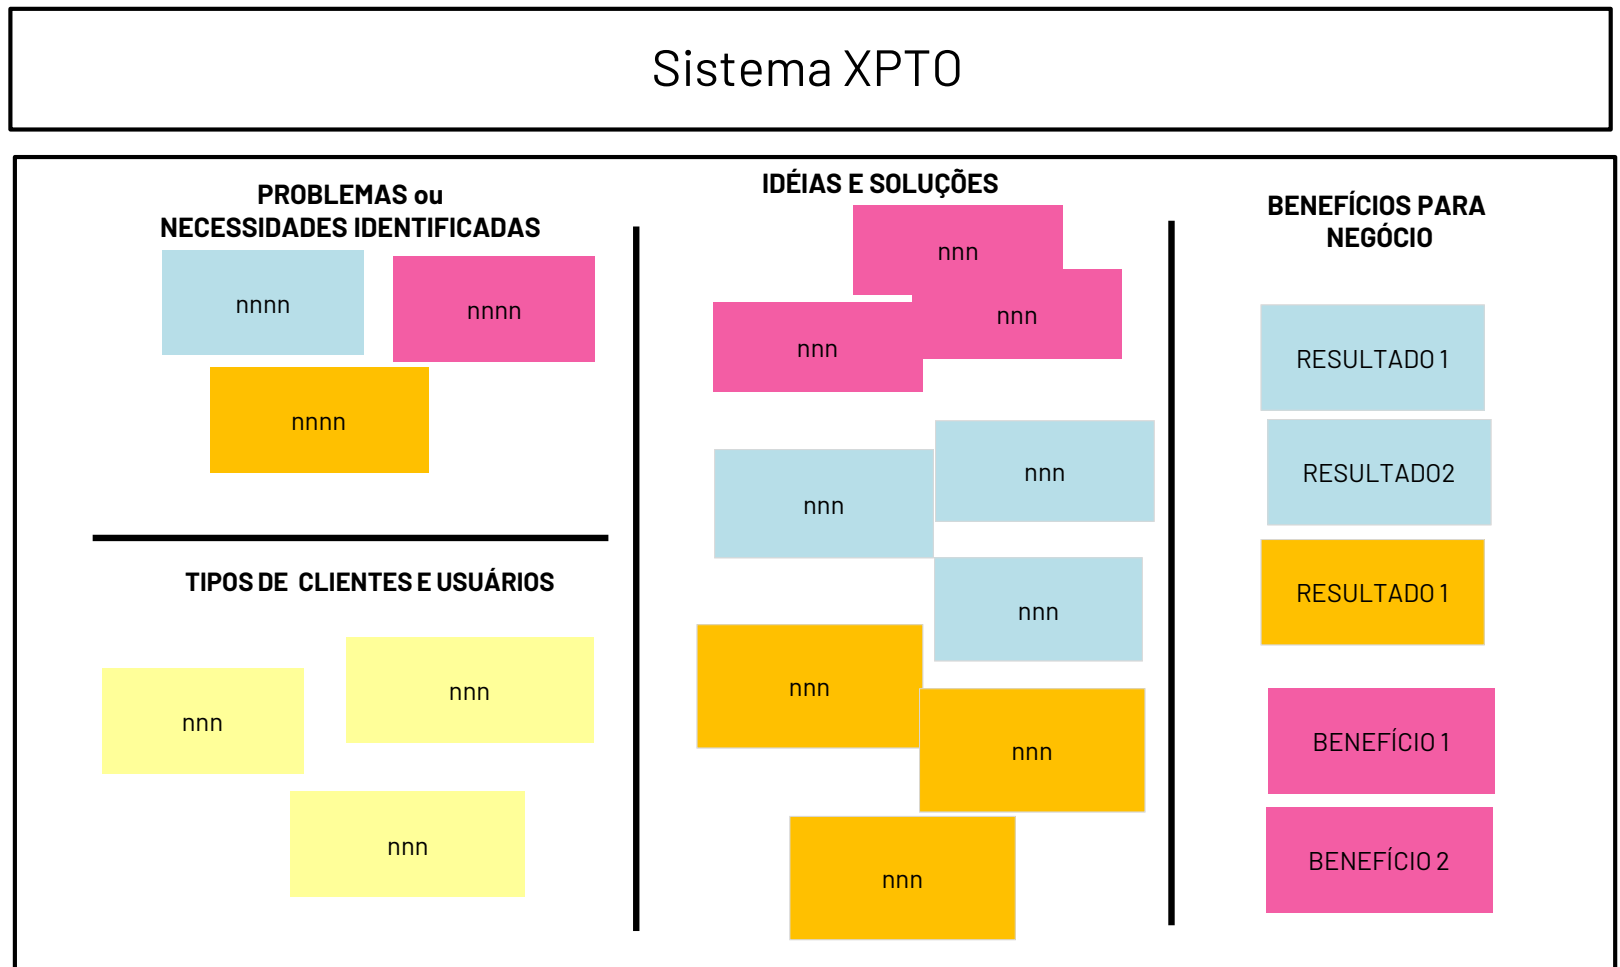 Sistema XPTO
PROBLEMAS ou
NECESSIDADES IDENTIFICADAS
nnnn
nnnn
nnnn
TIPOS DE CLIENTES E USUÁRIOS
nnn
nnn
nnn
IDÉIAS E SOLUÇÕES
nnn
nnn
nnn
nnn
nnn
nnn
nnn
nnn
nnn
BENEFÍCIOS PARA
NEGÓCIO
RESULTADO 1
RESULTADO2
RESULTADO 1
BENEFÍCIO 1
BENEFÍCIO 2